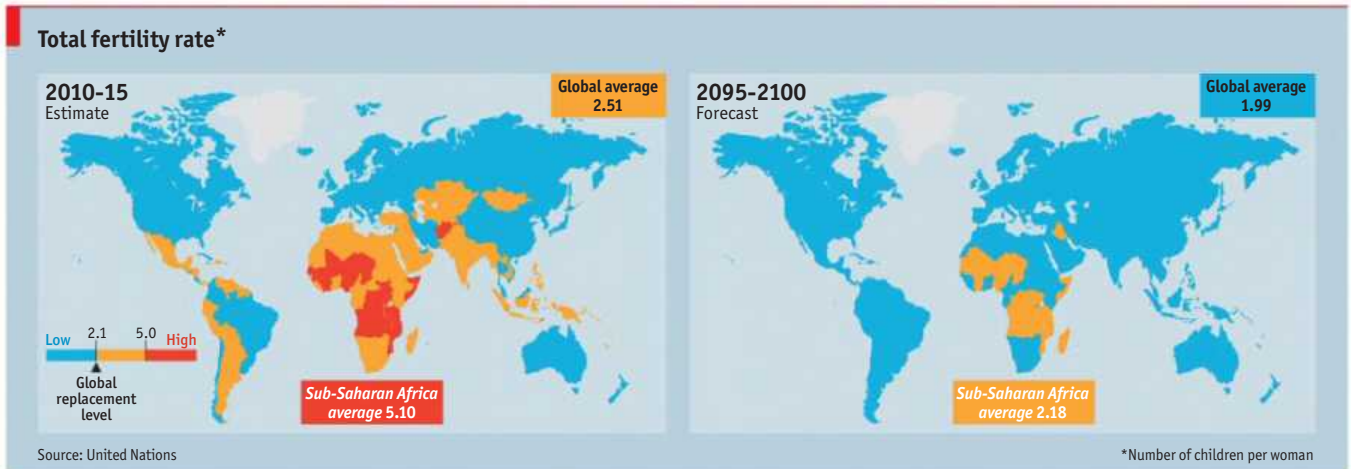 Total fertility rate*
2010-15
Estimate
Global average
2.51
Low
2.1
5.0
High
Global
replacement
level
Sub-Saharan Africa
average 5.10
2095-2100
Forecast
Global average
1.99
Sub-Saharan Africa
average 2.18
Source: United Nations
*Number of children per woman